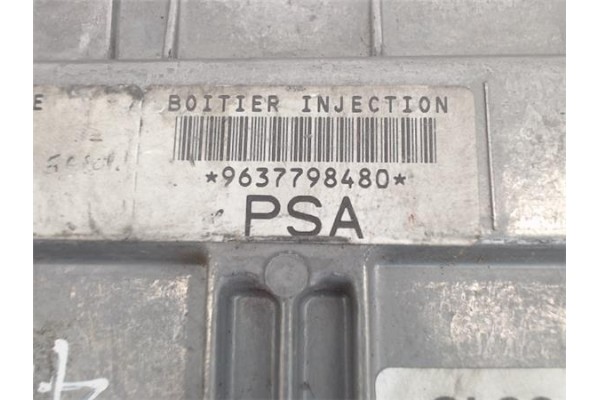 E BOITIER INJECTION
*9637798480*
PSA